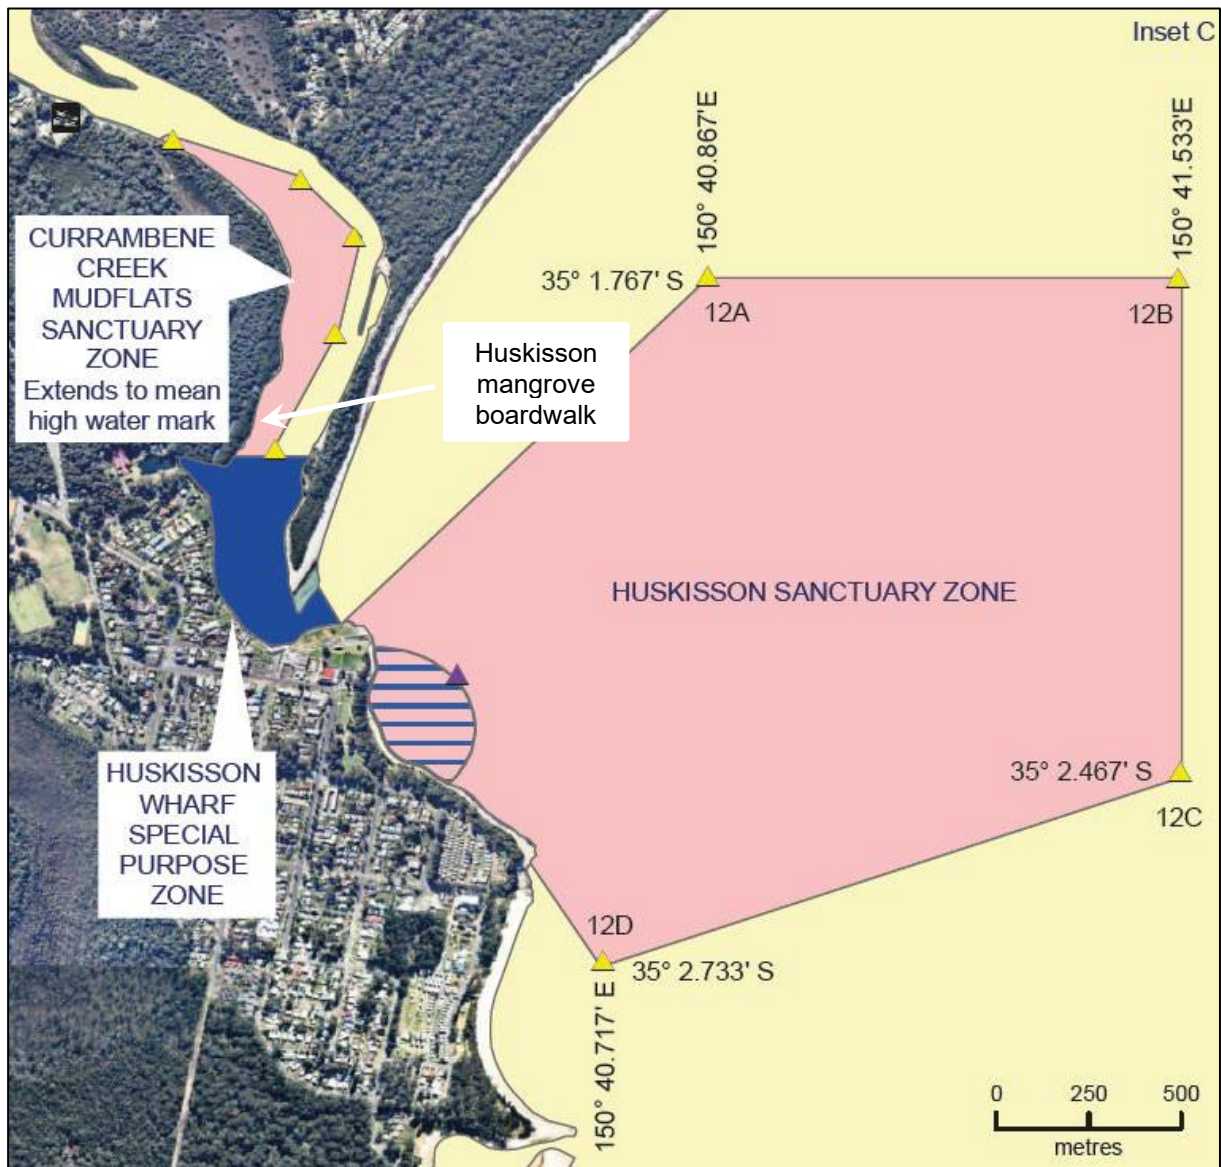 Inset C
150° 40.867'E
150° 41.533'E
CURRAMBENE
CREEK
MUDFLATS
SANCTUARY
ZONE
Extends to mean
high water mark
35° 1.767' S
12A
12B
Huskisson
mangrove
boardwalk
HUSKISSON SANCTUARY ZONE
HUSKISSON
WHARF
SPECIAL
PURPOSE
ZONE
35° 2.467' S
12C
12D
35° 2.733' S
150° 40.717' E
0 250 500
metres